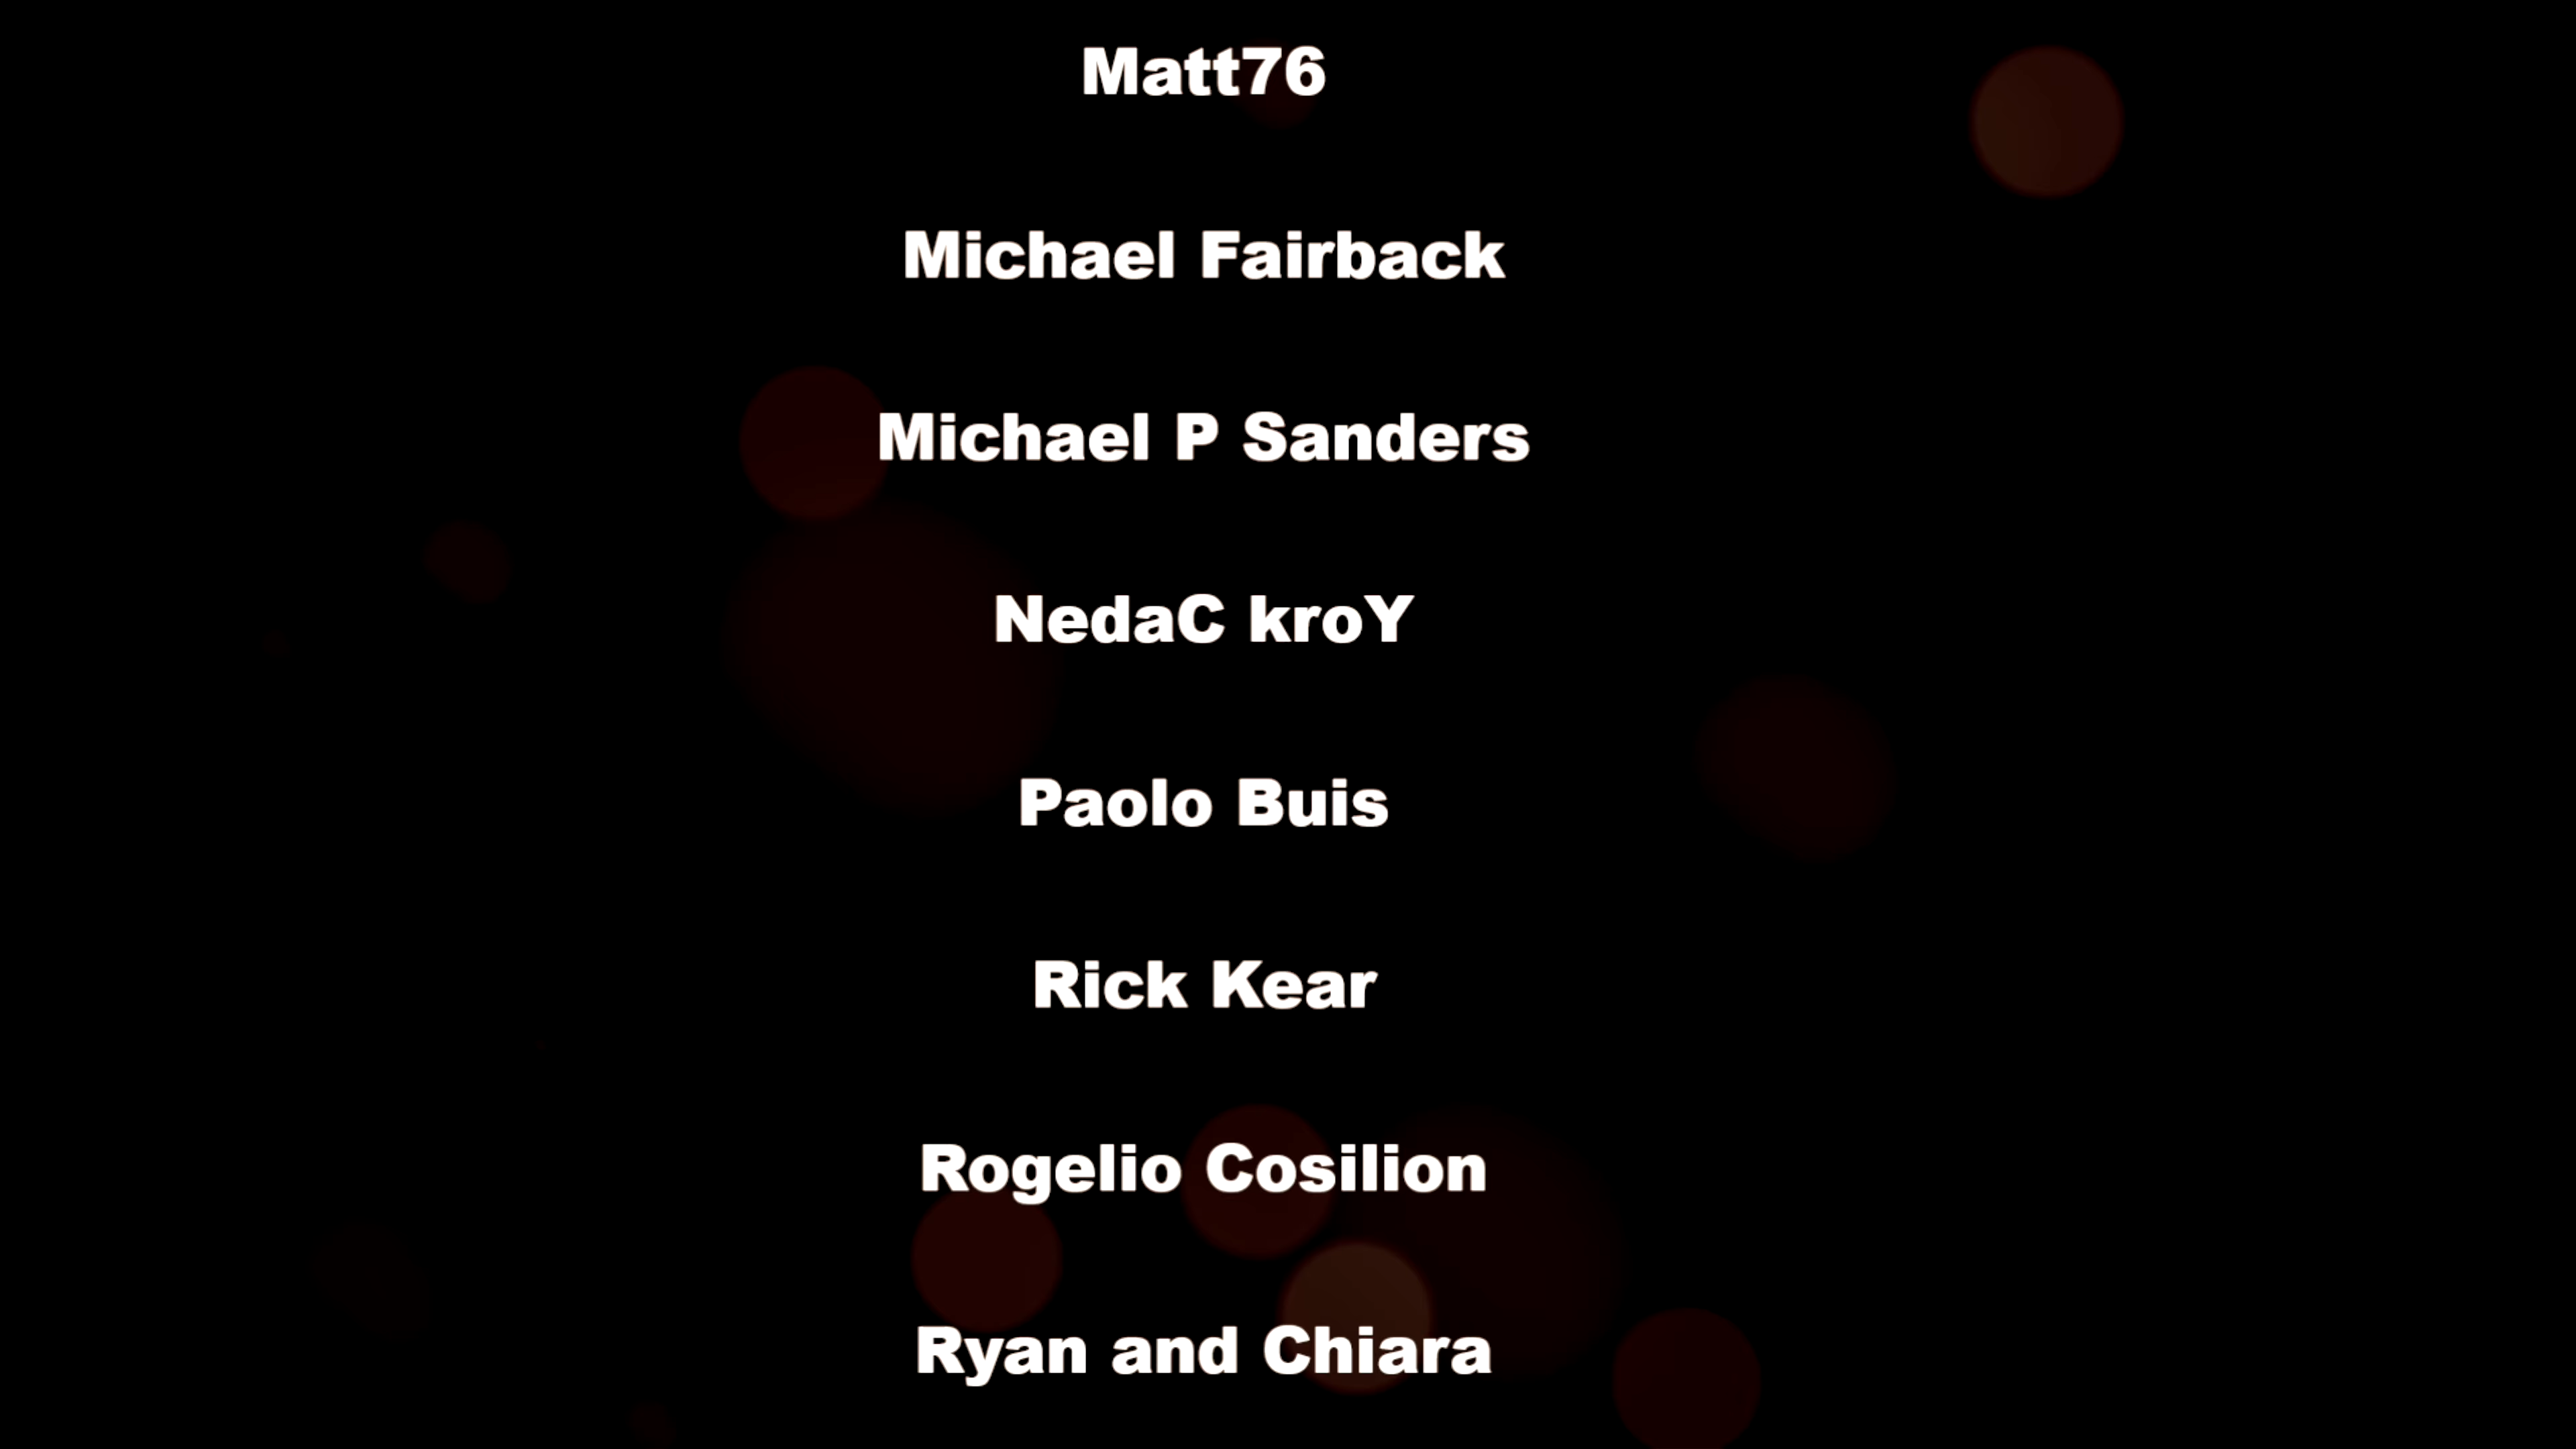 Matt76
Michael Fairback
Michael P Sanders
NedaC kroY
Paolo Buis
Rick Kear
Rogelio Cosilion
Ryan and Chiara